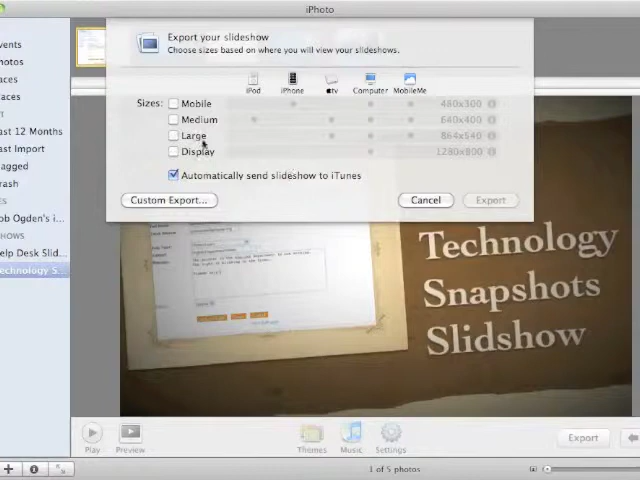 iPhoto
Export your slideshow
Choose sizes based on where you will view your slideshows.
iPod iPhone tv Computer MobileMe
Sizes: Mobile 480x300
Medium 640x400
Large 864x540
Display 1280x800
Automatically send slideshow to iTunes
Custom Export... Cancel Export
vents
hotos
aces
aces
ast 12 Months
ast Import
agged
rash
ob Ogden's i...
HOWS
elp Desk Slid...
echnology S...
Technology
Snapshots
Slidshow
Play Preview Themes Music Settings Export
1 of 5 photos